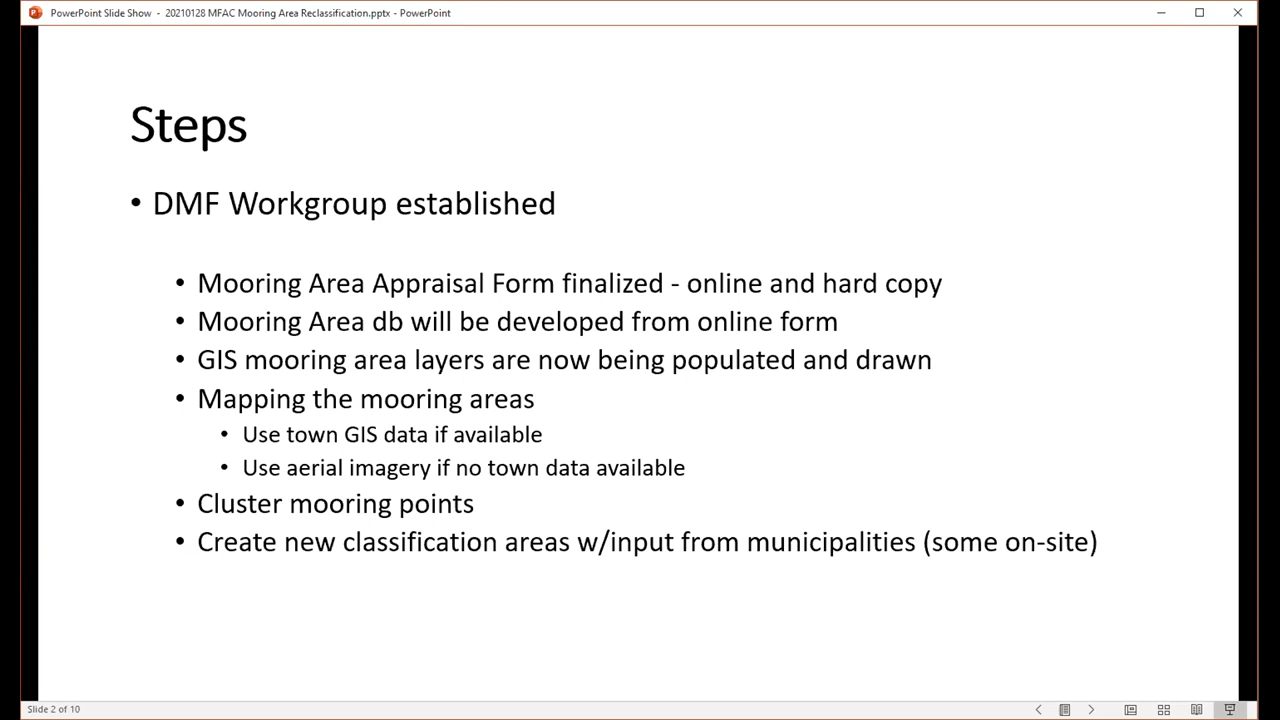 PowerPoint Slide Show - 20210128 MFAC Mooring Area Reclassification.pptx - PowerPoint
Steps
• DMF Workgroup established
• Mooring Area Appraisal Form finalized - online and hard copy
• Mooring Area db will be developed from online form
• GIS mooring area layers are now being populated and drawn
• Mapping the mooring areas
• Use town GIS data if available
• Use aerial imagery if no town data available
• Cluster mooring points
• Create new classification areas w/input from municipalities (some on-site)
Slide 2 of 10